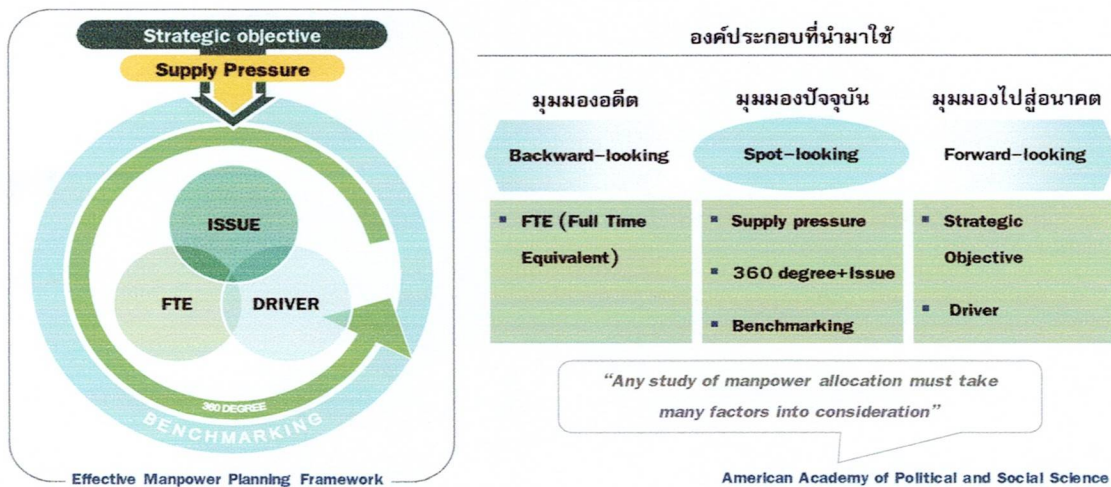 Strategic objective
Supply Pressure
ISSUE
FTE
DRIVER
360 DEGREE
BENCHMARKING
Effective Manpower Planning Framework
องค์ประกอบที่นำมาใช้
มุมมองอดีต
มุมมองปัจจุบัน
มุมมองไปสู่อนาคต
Backward-looking
Spot-looking
Forward-looking
▪ FTE (Full Time
Equivalent)
▪ Supply pressure
▪ 360 degree+Issue
▪ Benchmarking
▪ Strategic
Objective
▪ Driver
“Any study of manpower allocation must take
many factors into consideration”
American Academy of Political and Social Science